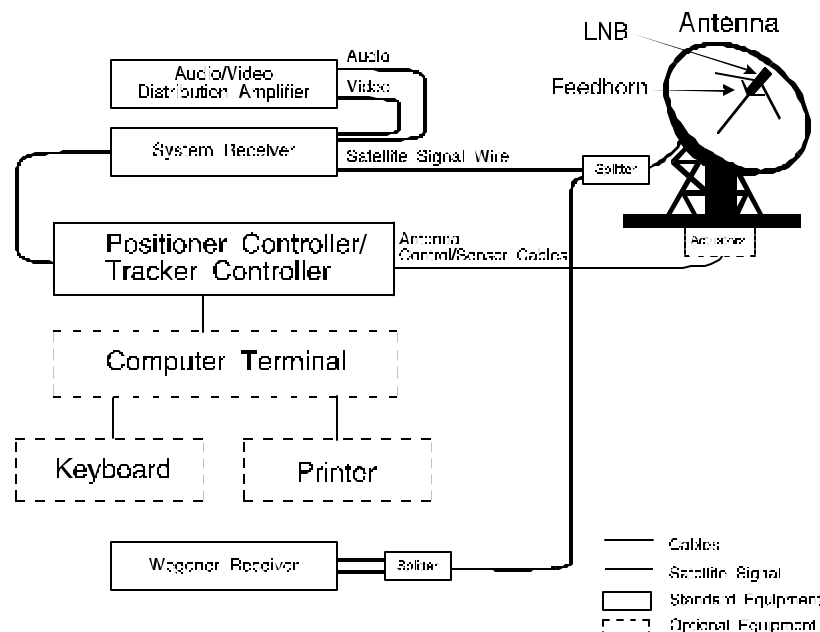 Antenna
LNB
Feedhorn
Audio/Video
Distribution Amplifier
Audio
Video
System Receiver
Satellite Signal Wire
Splitter
Positioner Controller/
Tracker Controller
Antenna
Control/Sensor Cables
Actuators
Computer Terminal
Keyboard
Printer
Wegener Receiver
Splitter
Cables
Satellite Signal
Standard Equipment
Optional Equipment